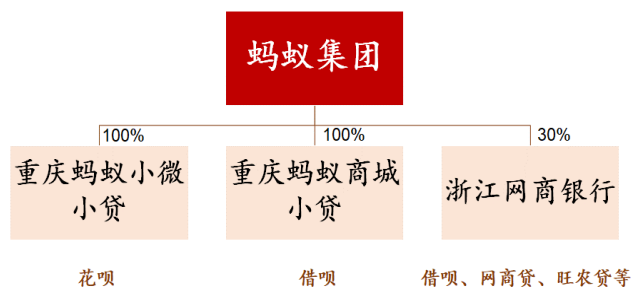 蚂蚁集团
100%
100%
30%
重庆蚂蚁小微
小贷
重庆蚂蚁商城
小贷
浙江网商银行
花呗
借呗
借呗、网商贷、旺农贷等